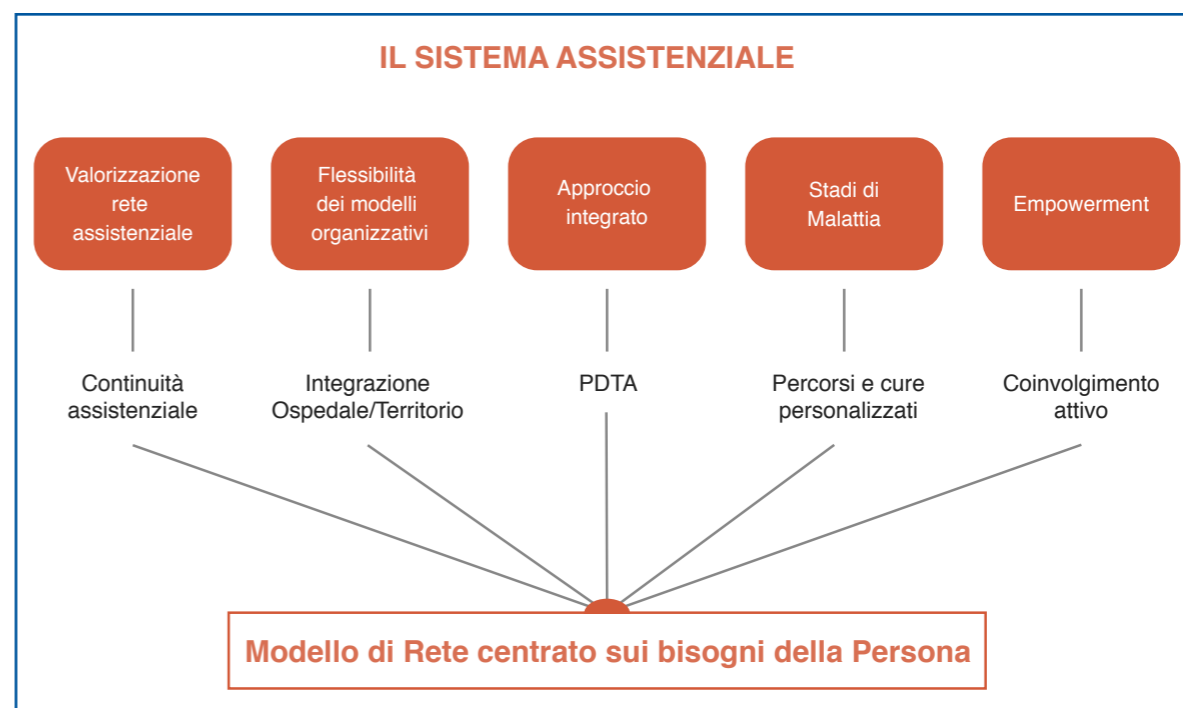 IL SISTEMA ASSISTENZIALE
Valorizzazione
rete
assistenziale
Flessibilità
dei modelli
organizzativi
Approccio
integrato
Stadi di
Malattia
Empowerment
Continuità
assistenziale
Integrazione
Ospedale/Territorio
PDTA
Percorsi e cure
personalizzati
Coinvolgimento
attivo
Modello di Rete centrato sui bisogni della Persona